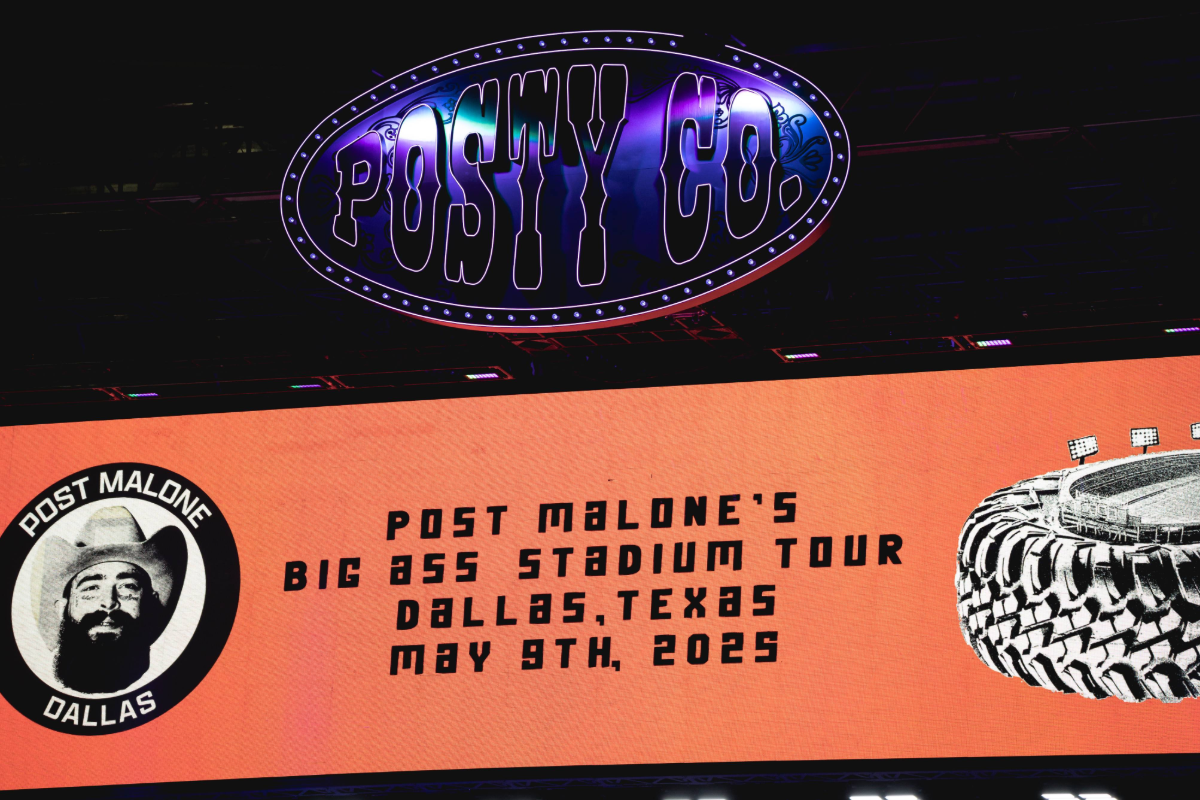 POSTY CO.
POST MALONE
DALLAS
POST MALONE'S
BIG ASS STADIUM TOUR
DALLAS, TEXAS
MAY 9TH, 2025